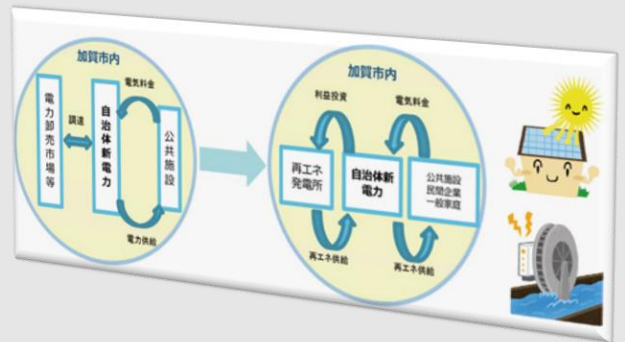 加賀市内
電気料金
電力卸売市場等
調達
自治体新電力
公共施設
電力供給
加賀市内
利益投資
電気料金
再エネ
発電所
自治体新
電力
公共施設
民間企業
一般家庭
再エネ供給
再エネ供給